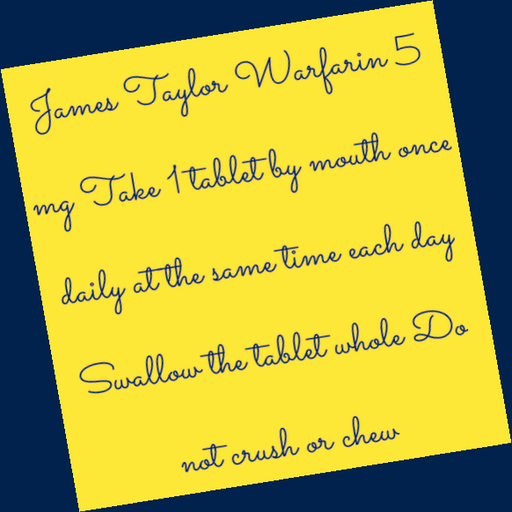 James Taylor Warfarin 5
mg Take 1 tablet by mouth once
daily at the same time each day
Swallow the tablet whole Do
not crush or chew